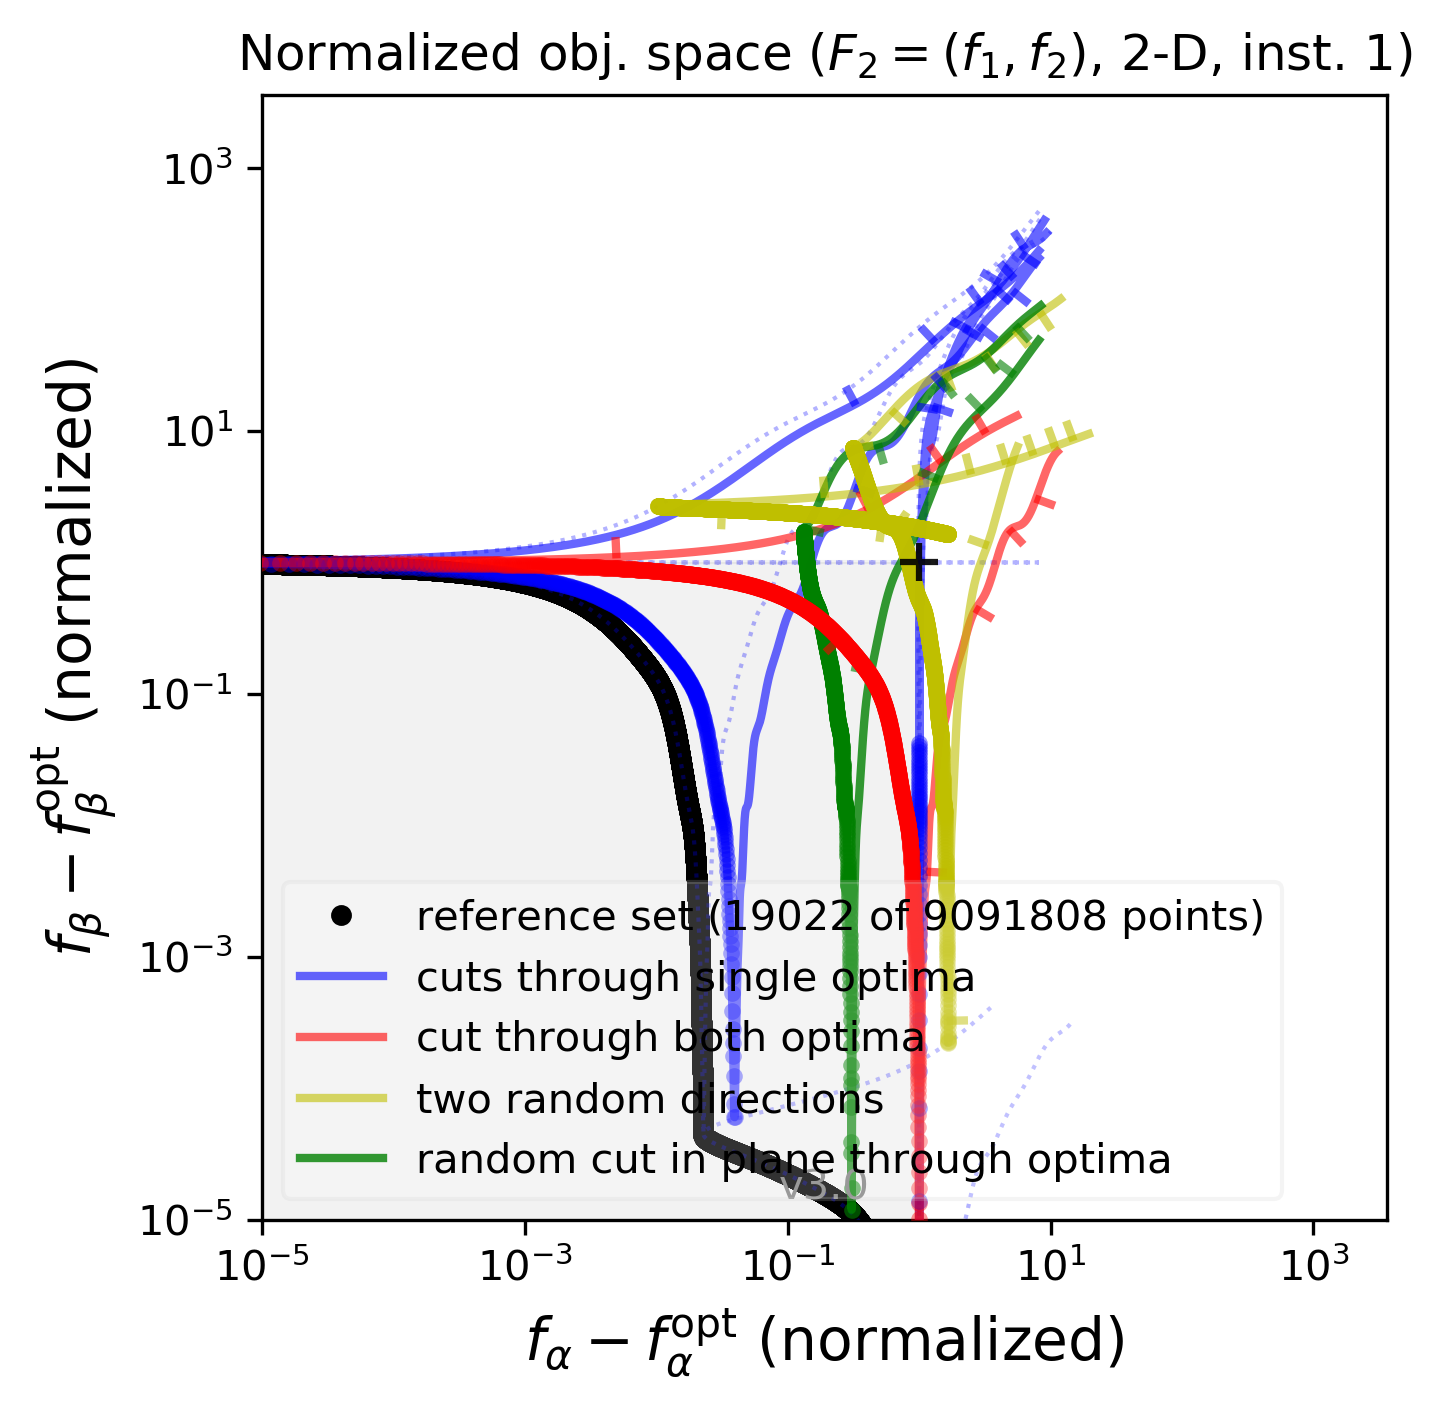 Normalized obj. space (F₂ = (f₁, f₂), 2-D, inst. 1)
f_β − f_β^opt (normalized)
10³
10¹
10⁻¹
10⁻³
10⁻⁵
reference set (19022 of 9091808 points)
cuts through single optima
cut through both optima
two random directions
random cut in plane through optima
v3.0
10⁻⁵ 10⁻³ 10⁻¹ 10¹ 10³
f_α − f_α^opt (normalized)